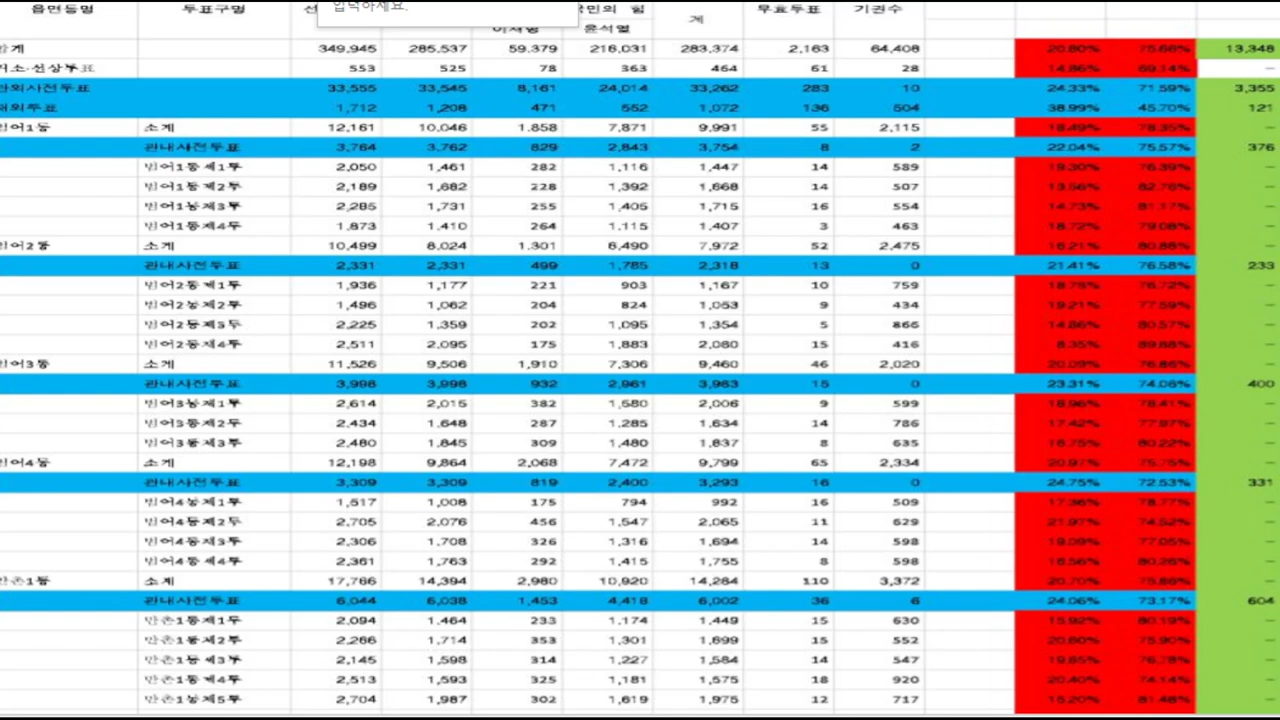 입력하세요.
읍면동명 투표구명 국민의 힘 계 무효투표 기권수
이재명 윤석열
349,945 285,537 59,379 216,031 283,374 2,163 64,408 20.80% 75.66% 13,348
553 525 78 363 464 61 28 14.86% 69.14% –
관외사전투표 33,555 33,545 8,161 24,014 33,262 283 10 24.33% 71.59% 3,355
재외투표 1,712 1,208 471 552 1,072 136 504 38.99% 45.70% 121
범어1동 소계 12,161 10,046 1,858 7,871 9,991 55 2,115 18.49% 78.35% –
관내사전투표 3,764 3,762 829 2,843 3,754 8 2 22.04% 75.57% 376
범어1동제1투 2,050 1,461 282 1,116 1,447 14 589 19.30% 76.39% –
범어1동제2투 2,189 1,682 228 1,392 1,668 14 507 13.56% 82.76% –
범어1동제3투 2,285 1,731 255 1,405 1,715 16 554 14.73% 81.17% –
범어1동제4투 1,873 1,410 264 1,115 1,407 3 463 18.72% 79.08% –
범어2동 소계 10,499 8,024 1,301 6,490 7,972 52 2,475 16.21% 80.88% –
관내사전투표 2,331 2,331 499 1,785 2,318 13 0 21.41% 76.58% 233
범어2동제1투 1,936 1,177 221 903 1,167 10 759 18.78% 76.72% –
범어2동제2투 1,496 1,062 204 824 1,053 9 434 19.21% 77.59% –
범어2동제3투 2,225 1,359 202 1,095 1,354 5 866 14.86% 80.57% –
범어2동제4투 2,511 2,095 175 1,883 2,080 15 416 8.35% 89.88% –
범어3동 소계 11,526 9,506 1,910 7,306 9,460 46 2,020 20.09% 76.86% –
관내사전투표 3,998 3,998 932 2,961 3,983 15 0 23.31% 74.06% 400
범어3동제1투 2,614 2,015 382 1,580 2,006 9 599 18.96% 78.41% –
범어3동제2투 2,434 1,648 287 1,285 1,634 14 786 17.42% 77.97% –
범어3동제3투 2,480 1,845 309 1,480 1,837 8 635 16.75% 80.22% –
범어4동 소계 12,198 9,864 2,068 7,472 9,799 65 2,334 20.97% 75.75% –
관내사전투표 3,309 3,309 819 2,400 3,293 16 0 24.75% 72.53% 331
범어4동제1투 1,517 1,008 175 794 992 16 509 17.36% 78.77% –
범어4동제2투 2,705 2,076 456 1,547 2,065 11 629 21.97% 74.52% –
범어4동제3투 2,306 1,708 326 1,316 1,694 14 598 19.09% 77.05% –
범어4동제4투 2,361 1,763 292 1,415 1,755 8 598 16.56% 80.26% –
만촌1동 소계 17,766 14,394 2,980 10,920 14,284 110 3,372 20.70% 75.86% –
관내사전투표 6,044 6,038 1,453 4,418 6,002 36 6 24.06% 73.17% 604
만촌1동제1투 2,094 1,464 233 1,174 1,449 15 630 15.92% 80.19% –
만촌1동제2투 2,266 1,714 353 1,301 1,699 15 552 20.60% 75.90% –
만촌1동제3투 2,145 1,598 314 1,227 1,584 14 547 19.65% 76.78% –
만촌1동제4투 2,513 1,593 325 1,181 1,575 18 920 20.40% 74.14% –
만촌1동제5투 2,704 1,987 302 1,619 1,975 12 717 15.20% 81.48% –